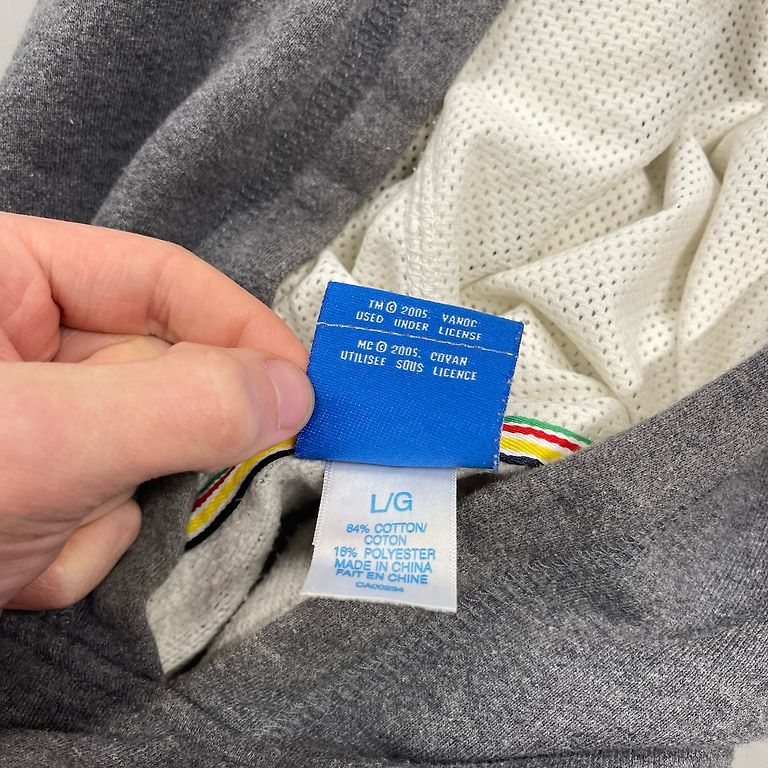 TM © 2005. VANOC
USED UNDER LICENSE
MC © 2005. COVAN
UTILISEE SOUS LICENCE
L/G
84% COTTON/
COTON
16% POLYESTER
MADE IN CHINA
FAIT EN CHINE
CA00294